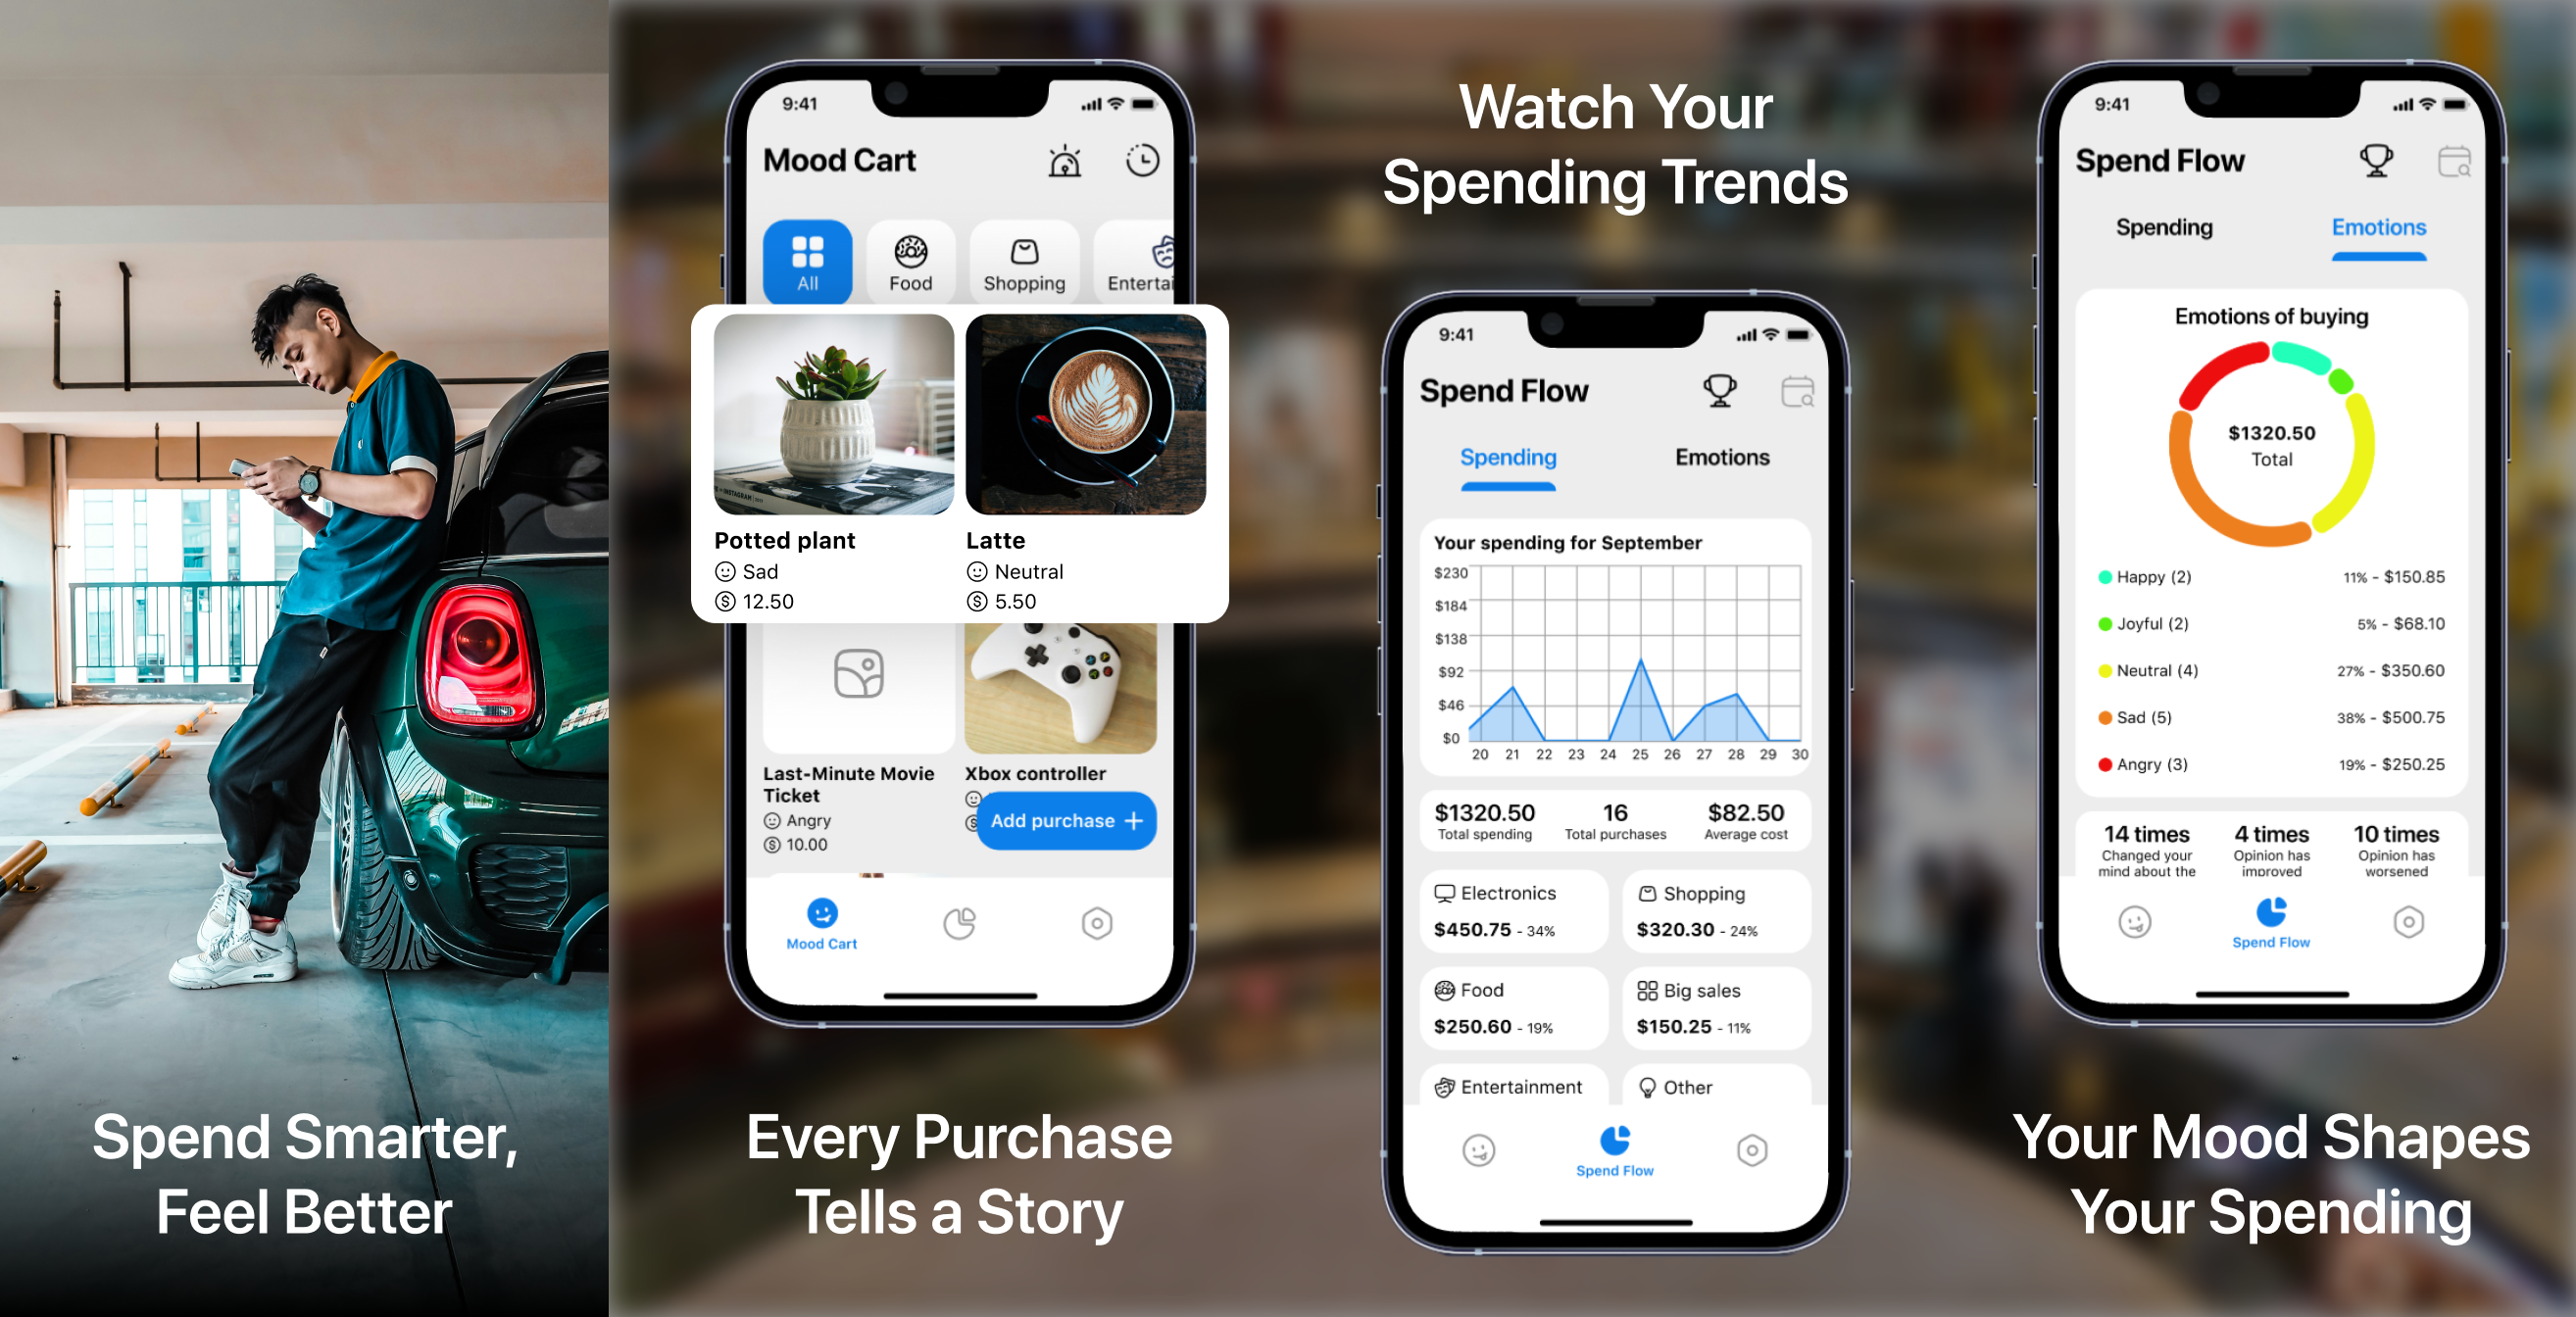 Spend Smarter,
Feel Better
9:41
Mood Cart
All
Food
Shopping
Entertai
Potted plant
Sad
12.50
Latte
Neutral
5.50
Last-Minute Movie
Ticket
Angry
10.00
Xbox controller
Add purchase +
Mood Cart
Every Purchase
Tells a Story
Watch Your
Spending Trends
9:41
Spend Flow
Spending
Emotions
Your spending for September
$230
$184
$138
$92
$46
$0
20 21 22 23 24 25 26 27 28 29 30
$1320.50
Total spending
16
Total purchases
$82.50
Average cost
Electronics
$450.75 - 34%
Shopping
$320.30 - 24%
Food
$250.60 - 19%
Big sales
$150.25 - 11%
Entertainment
Other
Spend Flow
9:41
Spend Flow
Spending
Emotions
Emotions of buying
$1320.50
Total
Happy (2) 11% - $150.85
Joyful (2) 5% - $68.10
Neutral (4) 27% - $350.60
Sad (5) 38% - $500.75
Angry (3) 19% - $250.25
14 times
Changed your
mind about the
4 times
Opinion has
improved
10 times
Opinion has
worsened
Spend Flow
Your Mood Shapes
Your Spending